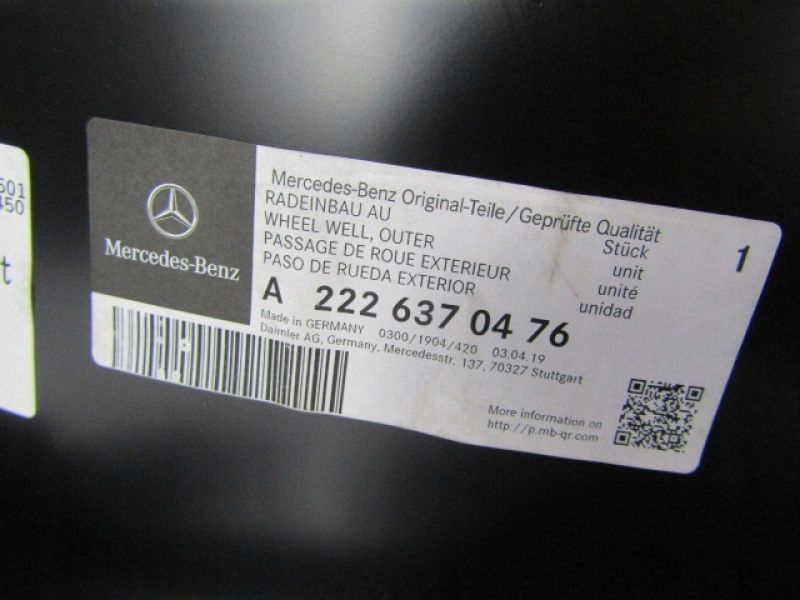 501
450
t
Mercedes-Benz
Mercedes-Benz Original-Teile/Geprüfte Qualität
RADEINBAU AU
WHEEL WELL, OUTER
PASSAGE DE ROUE EXTERIEUR
PASO DE RUEDA EXTERIOR
Stück
unit
unité
unidad
1
A 222 637 04 76
Made in GERMANY 0300/1904/420 03.04.19
Daimler AG, Germany, Mercedesstr. 137, 70327 Stuttgart
More information on
http://p.mb-qr.com